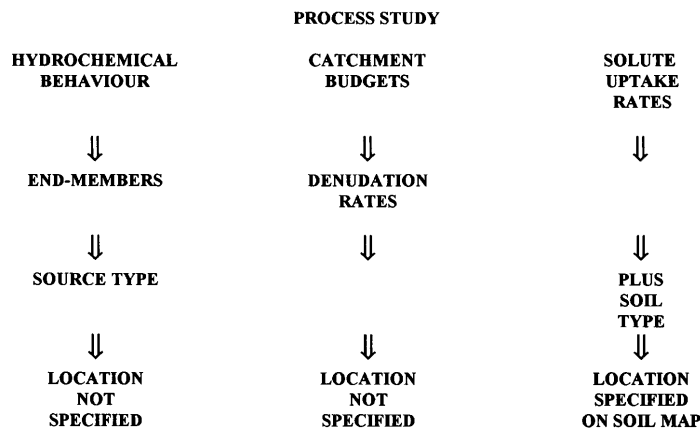 PROCESS STUDY
HYDROCHEMICAL
BEHAVIOUR
CATCHMENT
BUDGETS
SOLUTE
UPTAKE
RATES
END-MEMBERS
DENUDATION
RATES
SOURCE TYPE
PLUS
SOIL
TYPE
LOCATION
NOT
SPECIFIED
LOCATION
NOT
SPECIFIED
LOCATION
SPECIFIED
ON SOIL MAP